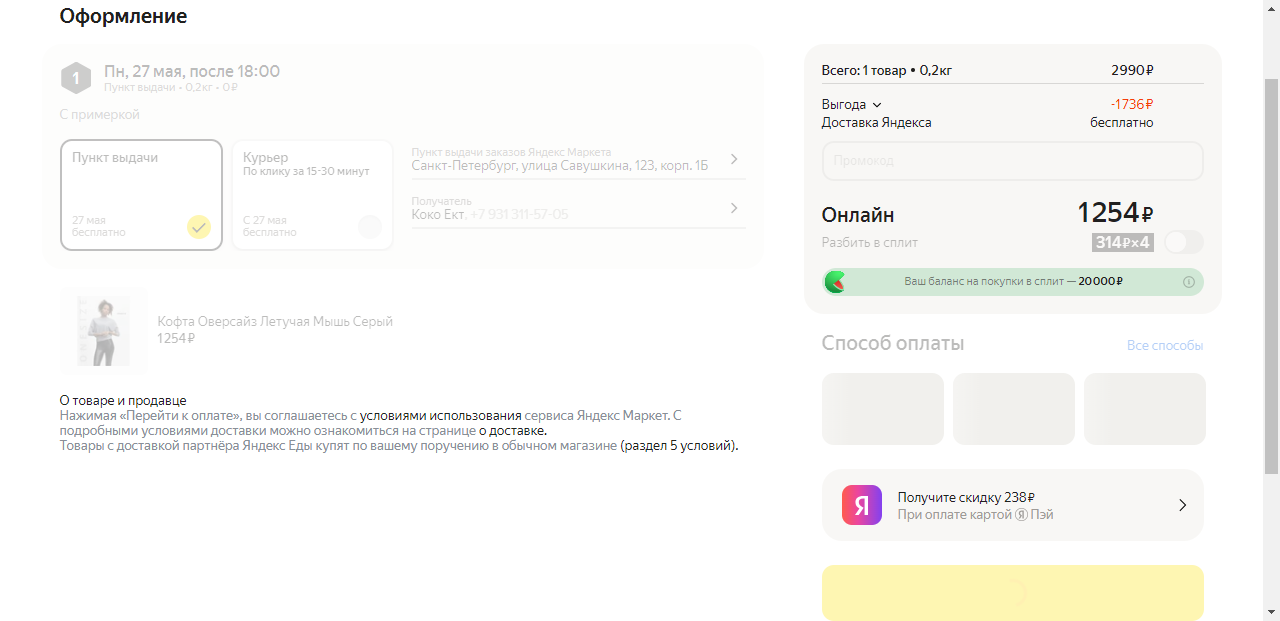 Оформление
1
Пн, 27 мая, после 18:00
Пункт выдачи • 0,2кг • 0₽
С примеркой
Пункт выдачи
27 мая
бесплатно
Курьер
По клику за 15-30 минут
С 27 мая
бесплатно
Пункт выдачи заказов Яндекс Маркета
Санкт-Петербург, улица Савушкина, 123, корп. 1Б
Получатель
Коко Ект, +7 931 311-57-05
Кофта Оверсайз Летучая Мышь Серый
1254₽
О товаре и продавце
Нажимая «Перейти к оплате», вы соглашаетесь с условиями использования сервиса Яндекс Маркет. С
подробными условиями доставки можно ознакомиться на странице о доставке.
Товары с доставкой партнёра Яндекс Еды купят по вашему поручению в обычном магазине (раздел 5 условий).
Всего: 1 товар • 0,2кг 2990₽
Выгода -1736₽
Доставка Яндекса бесплатно
Промокод
Онлайн 1254₽
Разбить в сплит 314₽×4
Ваш баланс на покупки в сплит — 20000₽
Способ оплаты Все способы
Я Получите скидку 238₽
При оплате картой Я Пэй